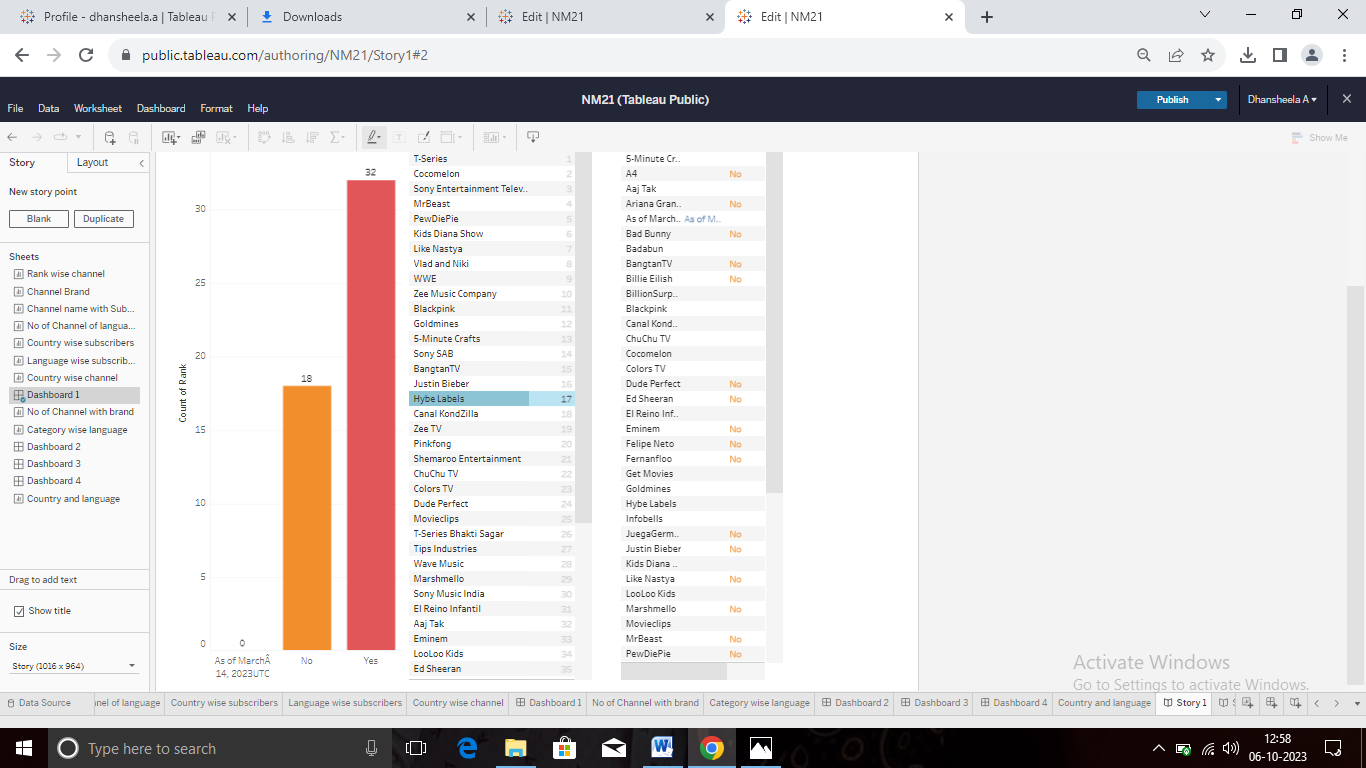 Profile - dhansheela.a | Tableau P
Downloads
Edit | NM21
Edit | NM21
public.tableau.com/authoring/NM21/Story1#2
File Data Worksheet Dashboard Format Help
NM21 (Tableau Public)
Publish
Dhansheela A
Show Me
Story
Layout
New story point
Blank
Duplicate
Sheets
Rank wise channel
Channel Brand
Channel name with Sub...
No of Channel of langua...
Country wise subscribers
Language wise subscrib...
Country wise channel
Dashboard 1
No of Channel with brand
Category wise language
Dashboard 2
Dashboard 3
Dashboard 4
Country and language
Drag to add text
Show title
Size
Story (1016 x 964)
Count of Rank
30
25
20
15
10
5
0
0
18
32
As of MarchÂ
14, 2023UTC
No
Yes
T-Series 1
Cocomelon 2
Sony Entertainment Telev.. 3
MrBeast 4
PewDiePie 5
Kids Diana Show 6
Like Nastya 7
Vlad and Niki 8
WWE 9
Zee Music Company 10
Blackpink 11
Goldmines 12
5-Minute Crafts 13
Sony SAB 14
BangtanTV 15
Justin Bieber 16
Hybe Labels 17
Canal KondZilla 18
Zee TV 19
Pinkfong 20
Shemaroo Entertainment 21
ChuChu TV 22
Colors TV 23
Dude Perfect 24
Movieclips 25
T-Series Bhakti Sagar 26
Tips Industries 27
Wave Music 28
Marshmello 29
Sony Music India 30
El Reino Infantil 31
Aaj Tak 32
Eminem 33
LooLoo Kids 34
Ed Sheeran 35
5-Minute Cr..
A4 No
Aaj Tak
Ariana Gran.. No
As of March.. As of M..
Bad Bunny No
Badabun
BangtanTV No
Billie Eilish No
BillionSurp..
Blackpink
Canal Kond..
ChuChu TV
Cocomelon
Colors TV
Dude Perfect No
Ed Sheeran No
El Reino Inf..
Eminem No
Felipe Neto No
Fernanfloo No
Get Movies
Goldmines
Hybe Labels
Infobells
JuegaGerm.. No
Justin Bieber No
Kids Diana ..
Like Nastya No
LooLoo Kids
Marshmello No
Movieclips
MrBeast No
PewDiePie No
Activate Windows
Go to Settings to activate Windows.
Data Source
nel of language
Country wise subscribers
Language wise subscribers
Country wise channel
Dashboard 1
No of Channel with brand
Category wise language
Dashboard 2
Dashboard 3
Dashboard 4
Country and language
Story 1
Type here to search
12:58
06-10-2023